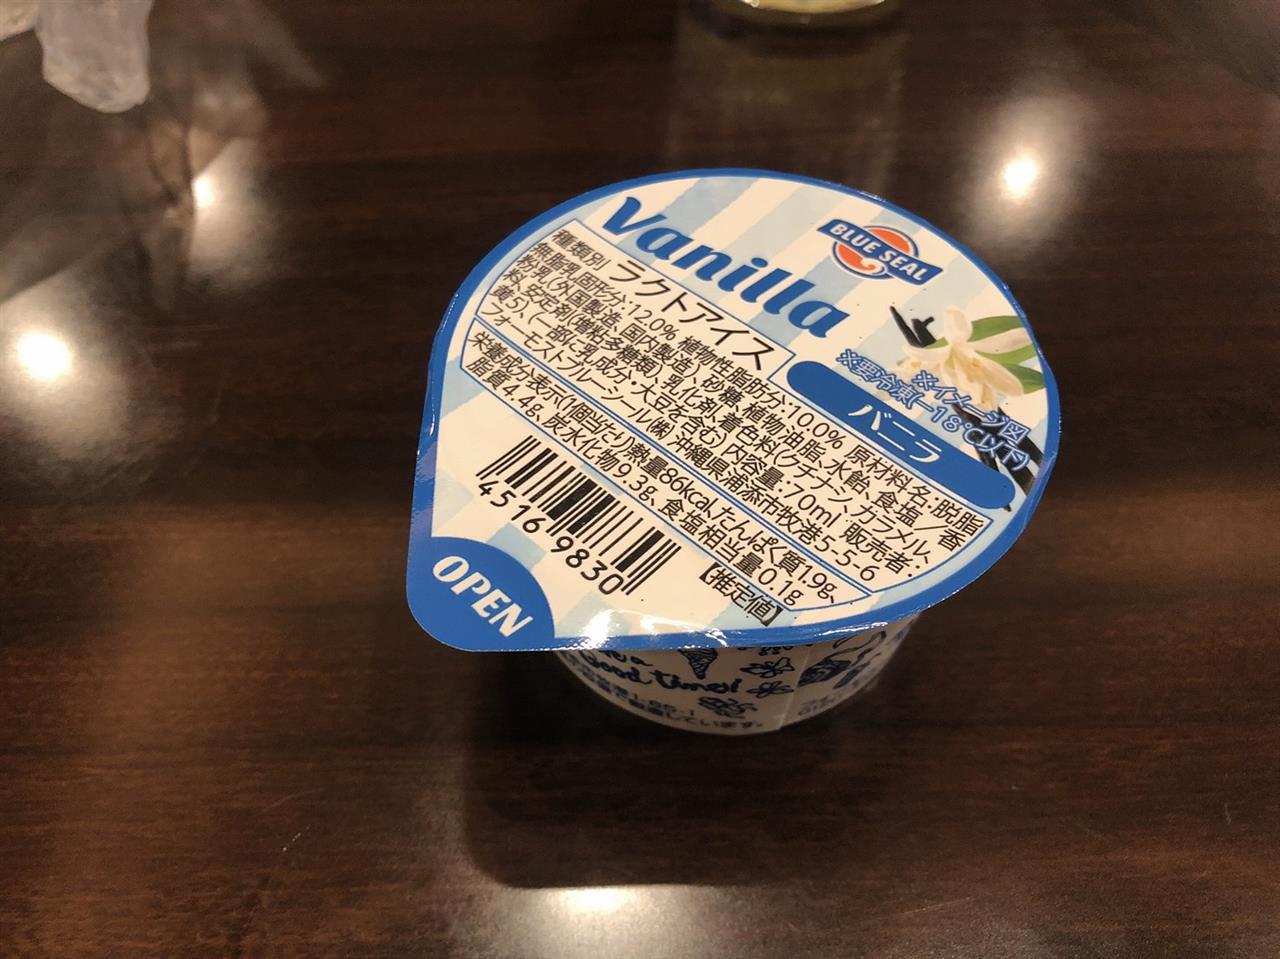 Vanilla
BLUE SEAL
種類別 ラクトアイス
無脂乳固形分:12.0% 植物性脂肪分:10.0% 原材料名:脱脂
粉乳(外国製造、国内製造)、砂糖、植物油脂、水飴、食塩/香
料、安定剤(増粘多糖類)、乳化剤、着色料(クチナシ、カラメル、
黄5)、(一部に乳成分・大豆を含む) 内容量:70ml 販売者:
フォーモストブルーシール㈱ 沖縄県浦添市牧港5-5-6
栄養成分表示(1個当たり)熱量86kcal、たんぱく質1.9g、
脂質4.4g、炭水化物9.3g、食塩相当量0.1g
【推定値】
バニラ
※イメージ図
※要冷凍(-18℃以下)
4516 9830
OPEN
Good Times!